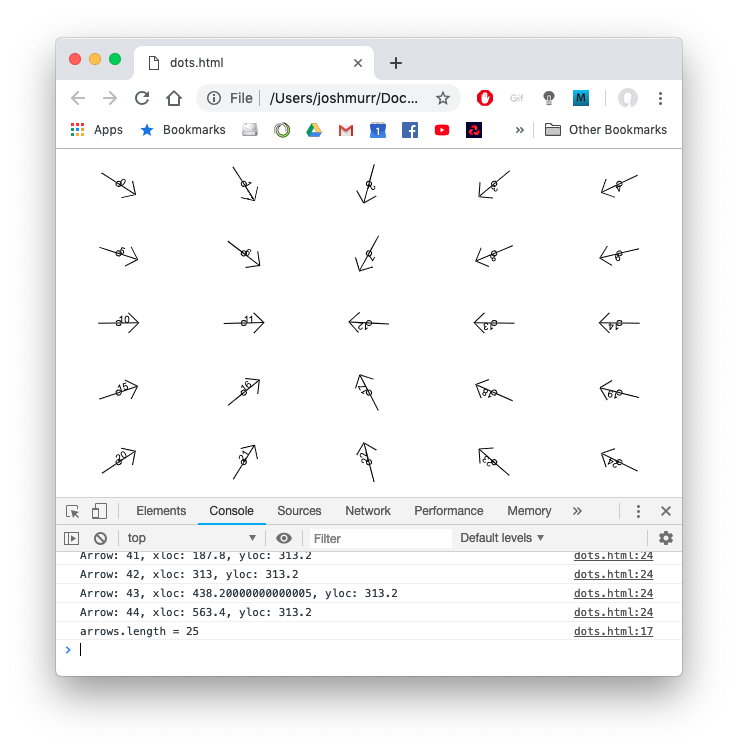 dots.html
File /Users/joshmurr/Doc...
Gif M
Apps Bookmarks 1 Other Bookmarks
0 1 2 3 4
5 6 7 8 9
10 11 12 13 14
15 16 17 18 19
20 21 22 23 24
Elements Console Sources Network Performance Memory
top Filter Default levels
Arrow: 41, xloc: 187.8, yloc: 313.2 dots.html:24
Arrow: 42, xloc: 313, yloc: 313.2 dots.html:24
Arrow: 43, xloc: 438.20000000000005, yloc: 313.2 dots.html:24
Arrow: 44, xloc: 563.4, yloc: 313.2 dots.html:24
arrows.length = 25 dots.html:17